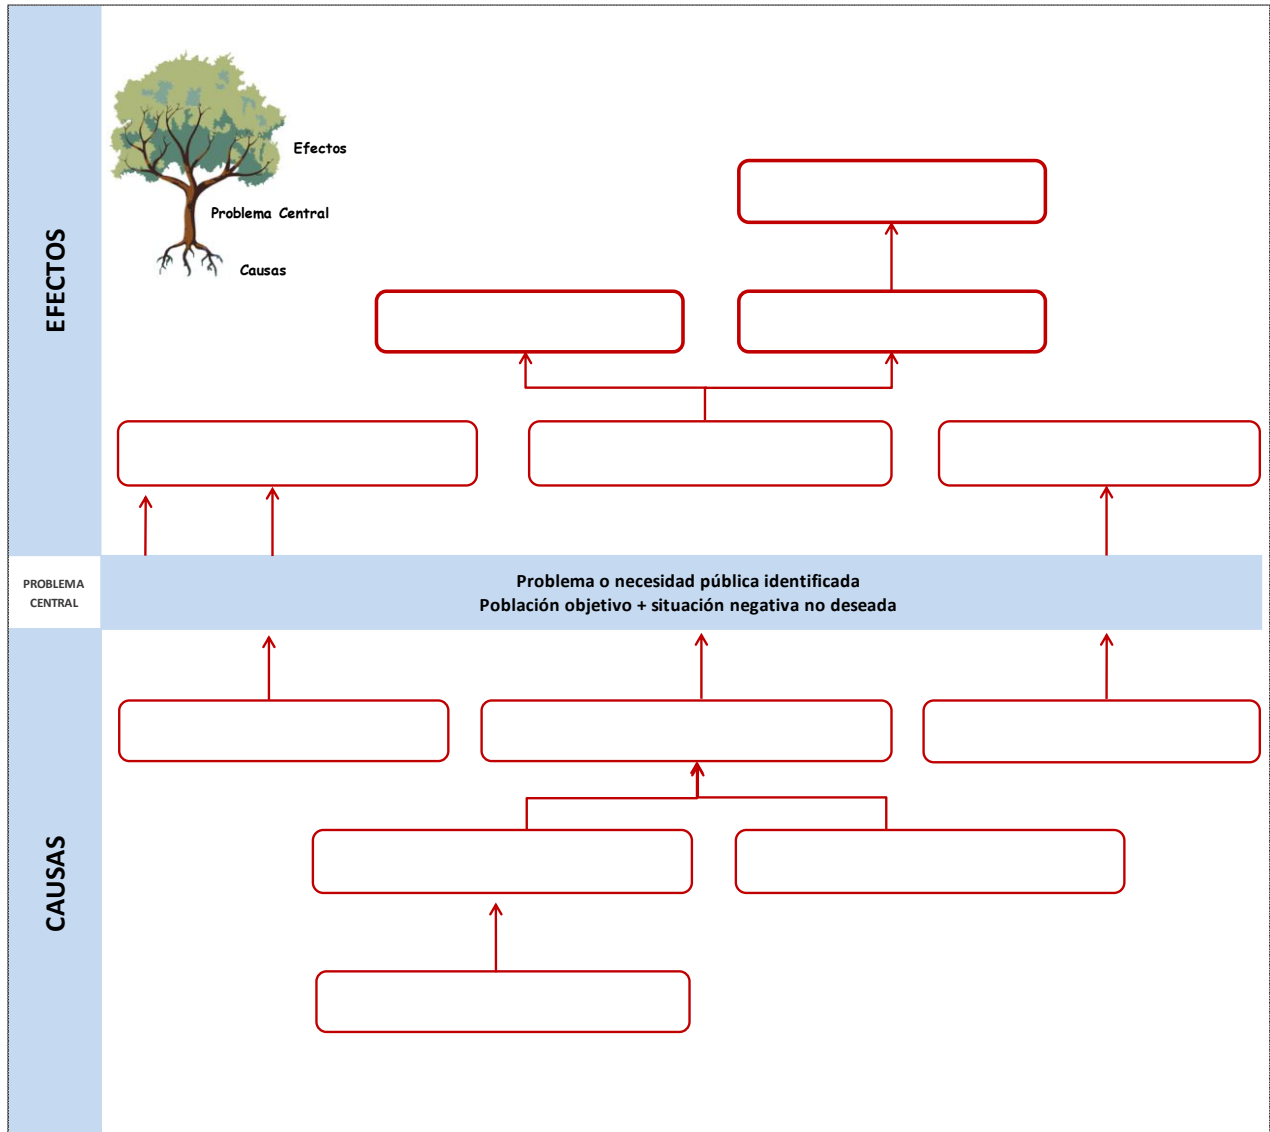 Efectos
Problema Central
Causas
EFECTOS
PROBLEMA
CENTRAL
Problema o necesidad pública identificada
Población objetivo + situación negativa no deseada
CAUSAS